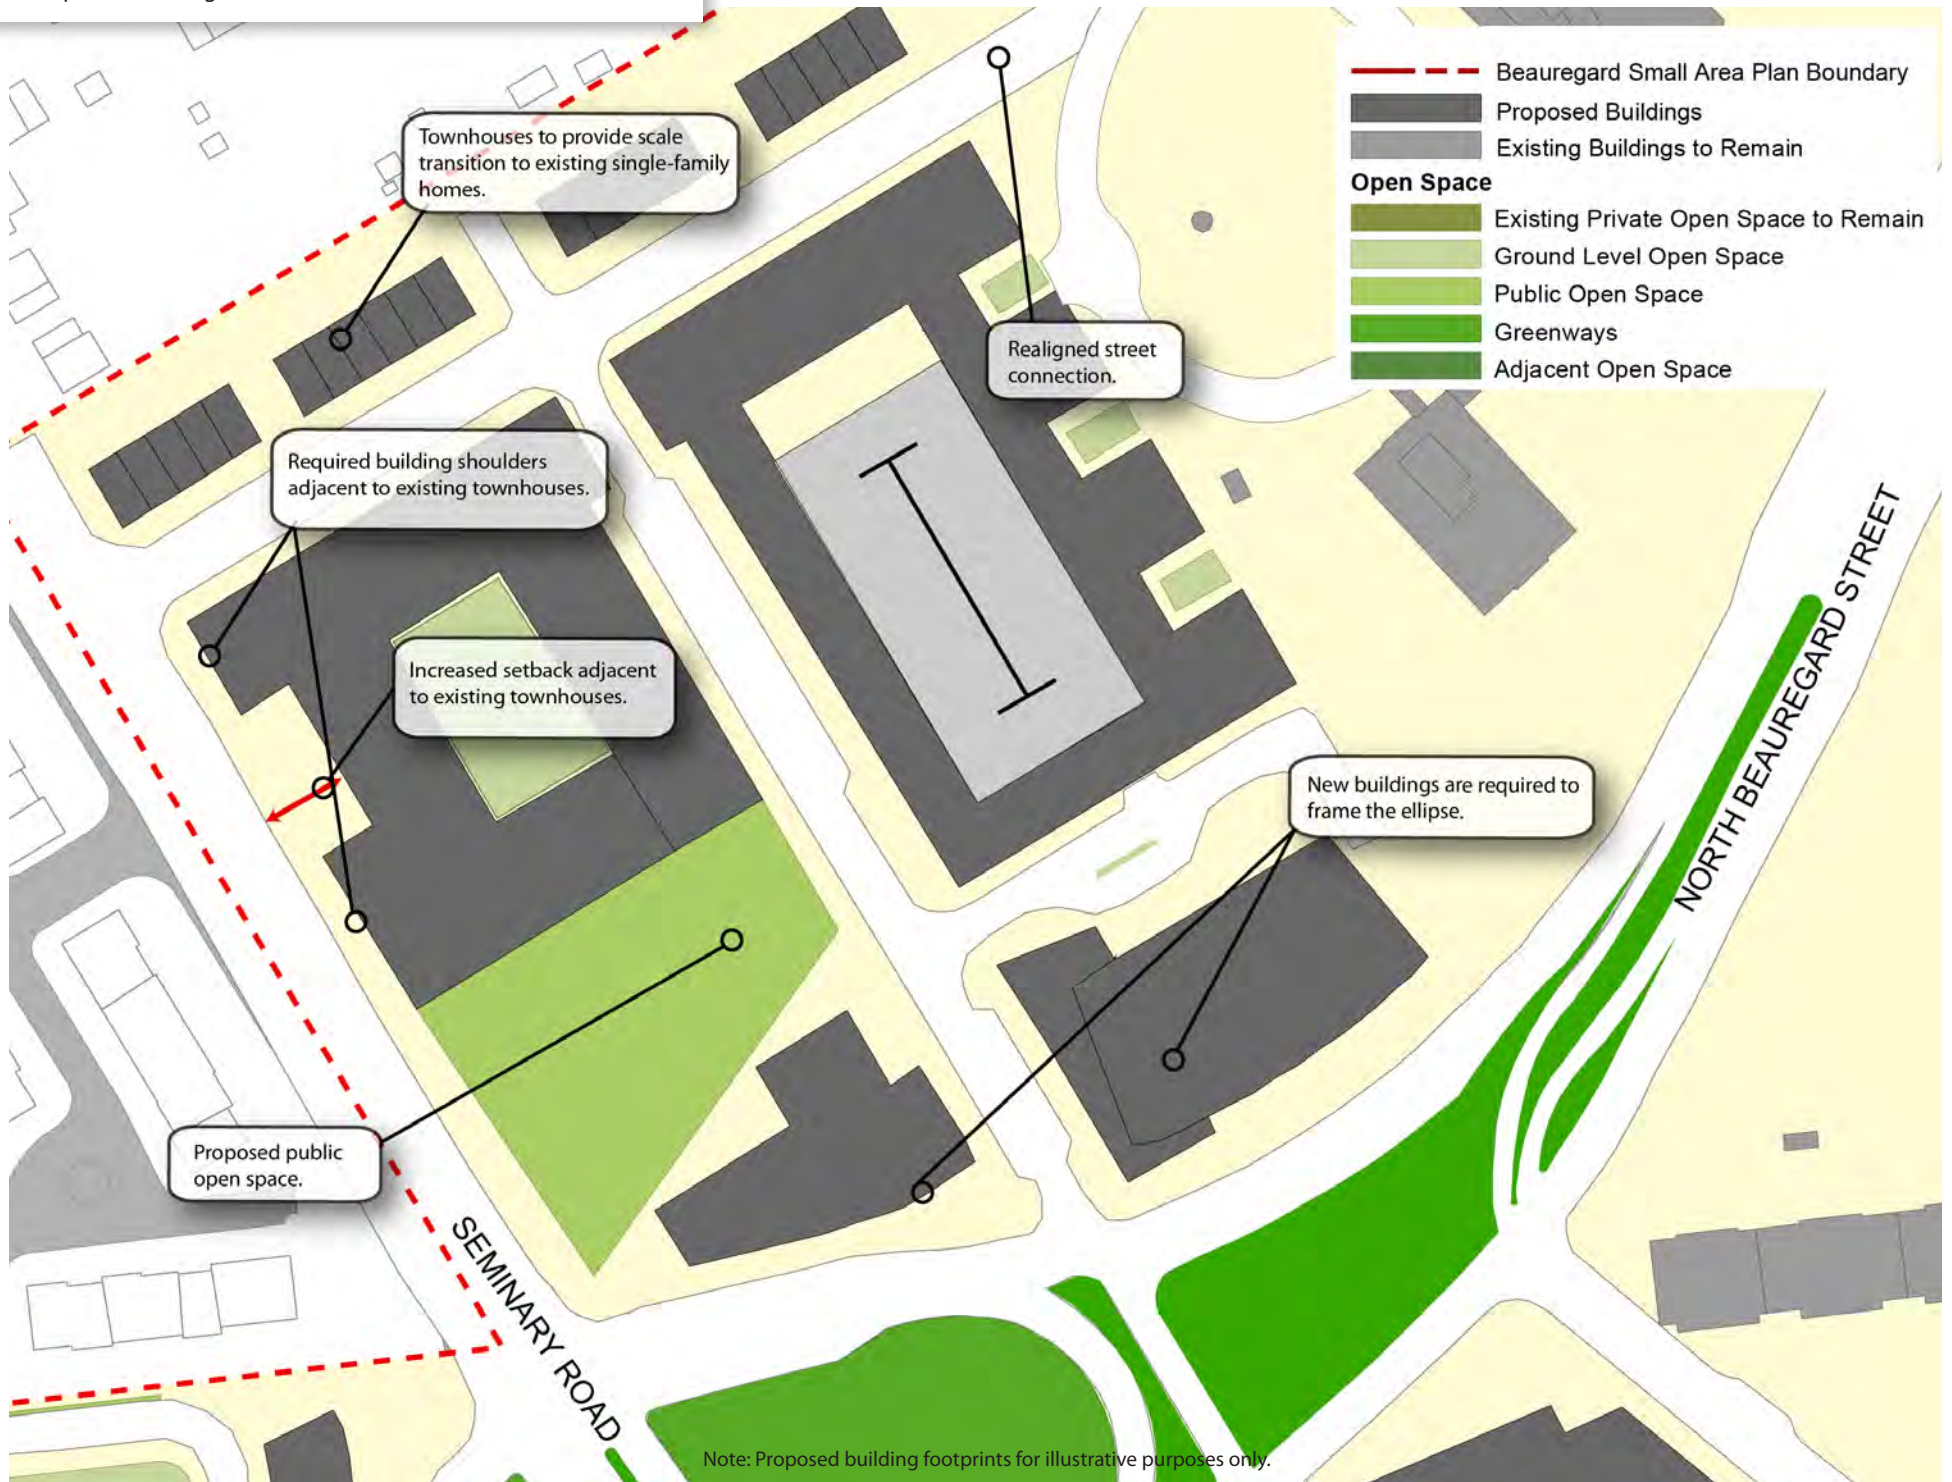 Beauregard Small Area Plan Boundary
Proposed Buildings
Existing Buildings to Remain
Open Space
Existing Private Open Space to Remain
Ground Level Open Space
Public Open Space
Greenways
Adjacent Open Space
Townhouses to provide scale
transition to existing single-family
homes.
Realigned street
connection.
Required building shoulders
adjacent to existing townhouses.
Increased setback adjacent
to existing townhouses.
New buildings are required to
frame the ellipse.
Proposed public
open space.
NORTH BEAUREGARD STREET
SEMINARY ROAD
Note: Proposed building footprints for illustrative purposes only.